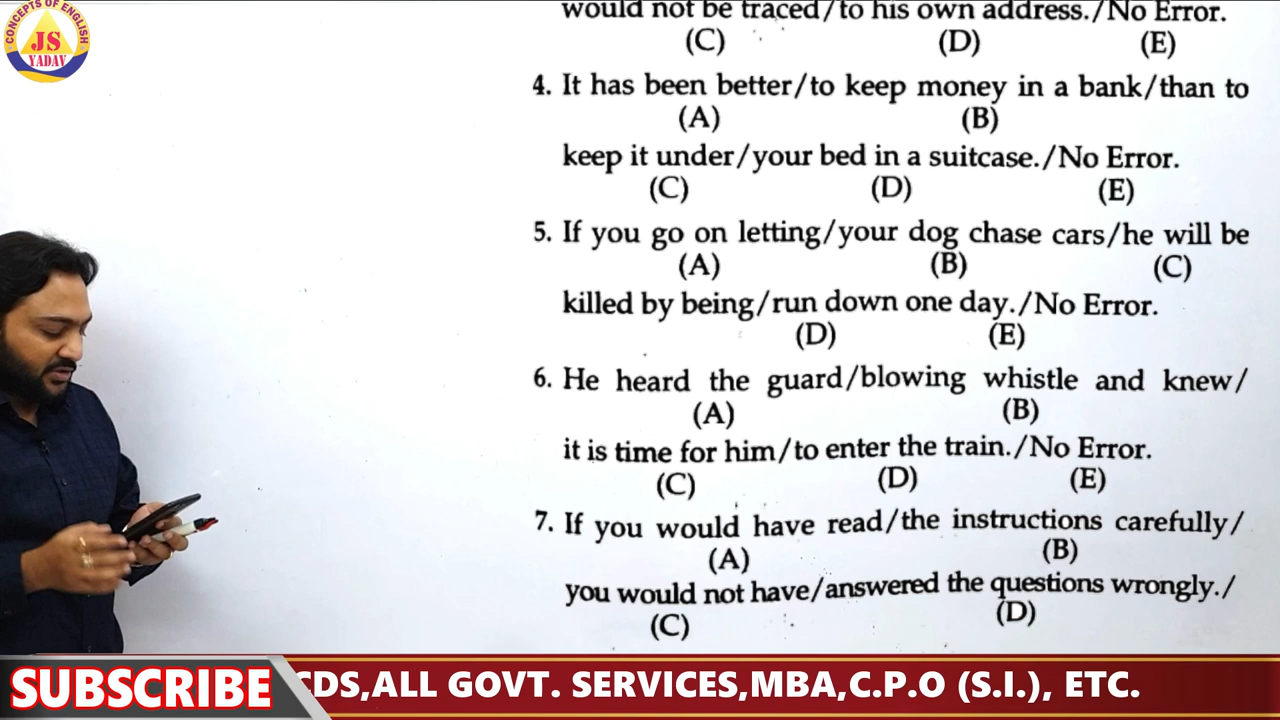 CONCEPTS OF ENGLISH
JS
YADAV
would not be traced/to his own address./No Error.
(C) (D) (E)
4. It has been better/to keep money in a bank/than to
(A) (B)
keep it under/your bed in a suitcase./No Error.
(C) (D) (E)
5. If you go on letting/your dog chase cars/he will be
(A) (B) (C)
killed by being/run down one day./No Error.
(D) (E)
6. He heard the guard/blowing whistle and knew/
(A) (B)
it is time for him/to enter the train./No Error.
(C) (D) (E)
7. If you would have read/the instructions carefully/
(A) (B)
you would not have/answered the questions wrongly./
(C) (D)
SUBSCRIBE CDS,ALL GOVT. SERVICES,MBA,C.P.O (S.I.), ETC.